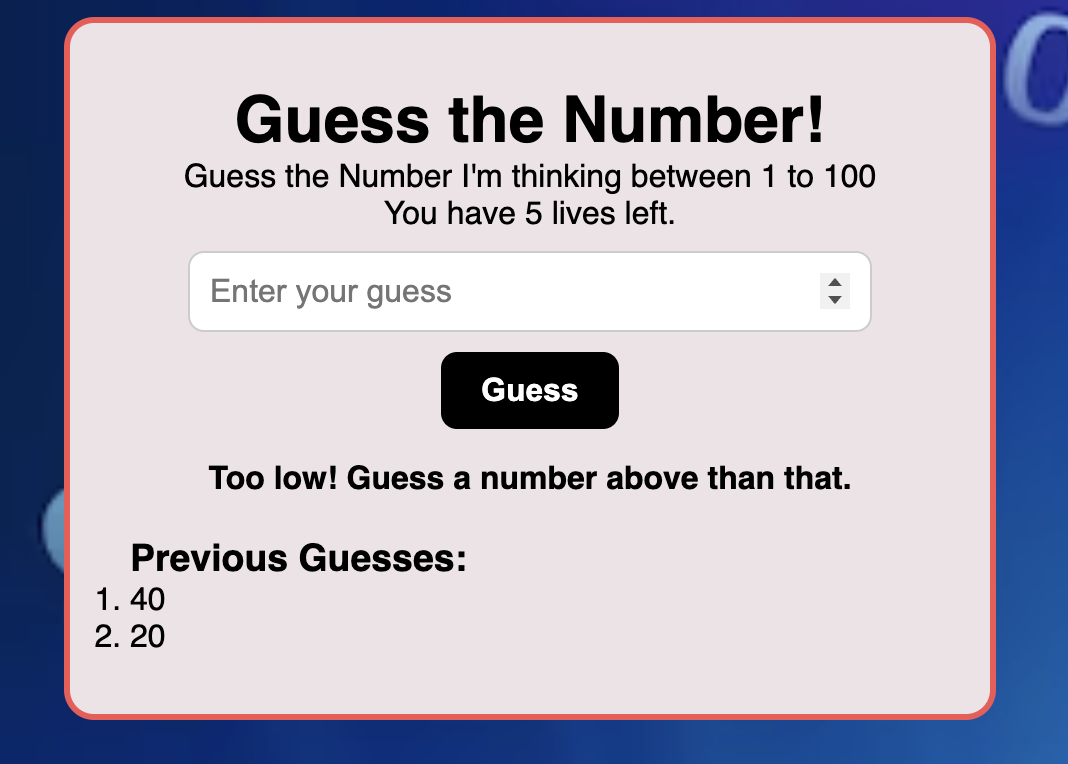 Guess the Number!
Guess the Number I'm thinking between 1 to 100
You have 5 lives left.
Enter your guess
Guess
Too low! Guess a number above than that.
Previous Guesses:
1. 40
2. 20